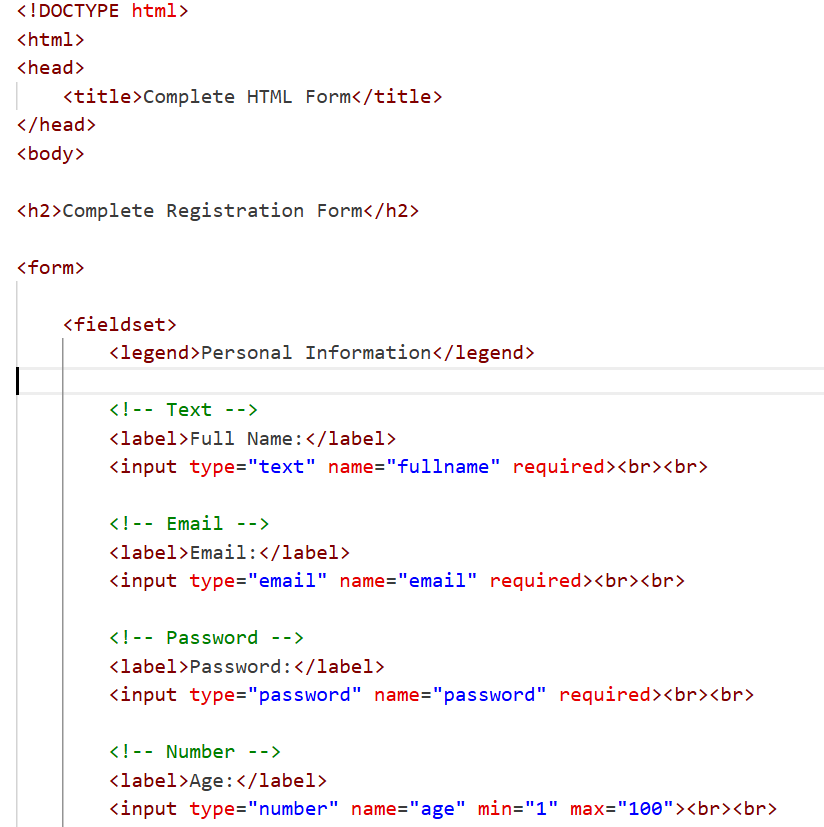 <!DOCTYPE html>
<html>
<head>
    <title>Complete HTML Form</title>
</head>
<body>

<h2>Complete Registration Form</h2>

<form>

    <fieldset>
        <legend>Personal Information</legend>

        <!-- Text -->
        <label>Full Name:</label>
        <input type="text" name="fullname" required><br><br>

        <!-- Email -->
        <label>Email:</label>
        <input type="email" name="email" required><br><br>

        <!-- Password -->
        <label>Password:</label>
        <input type="password" name="password" required><br><br>

        <!-- Number -->
        <label>Age:</label>
        <input type="number" name="age" min="1" max="100"><br><br>